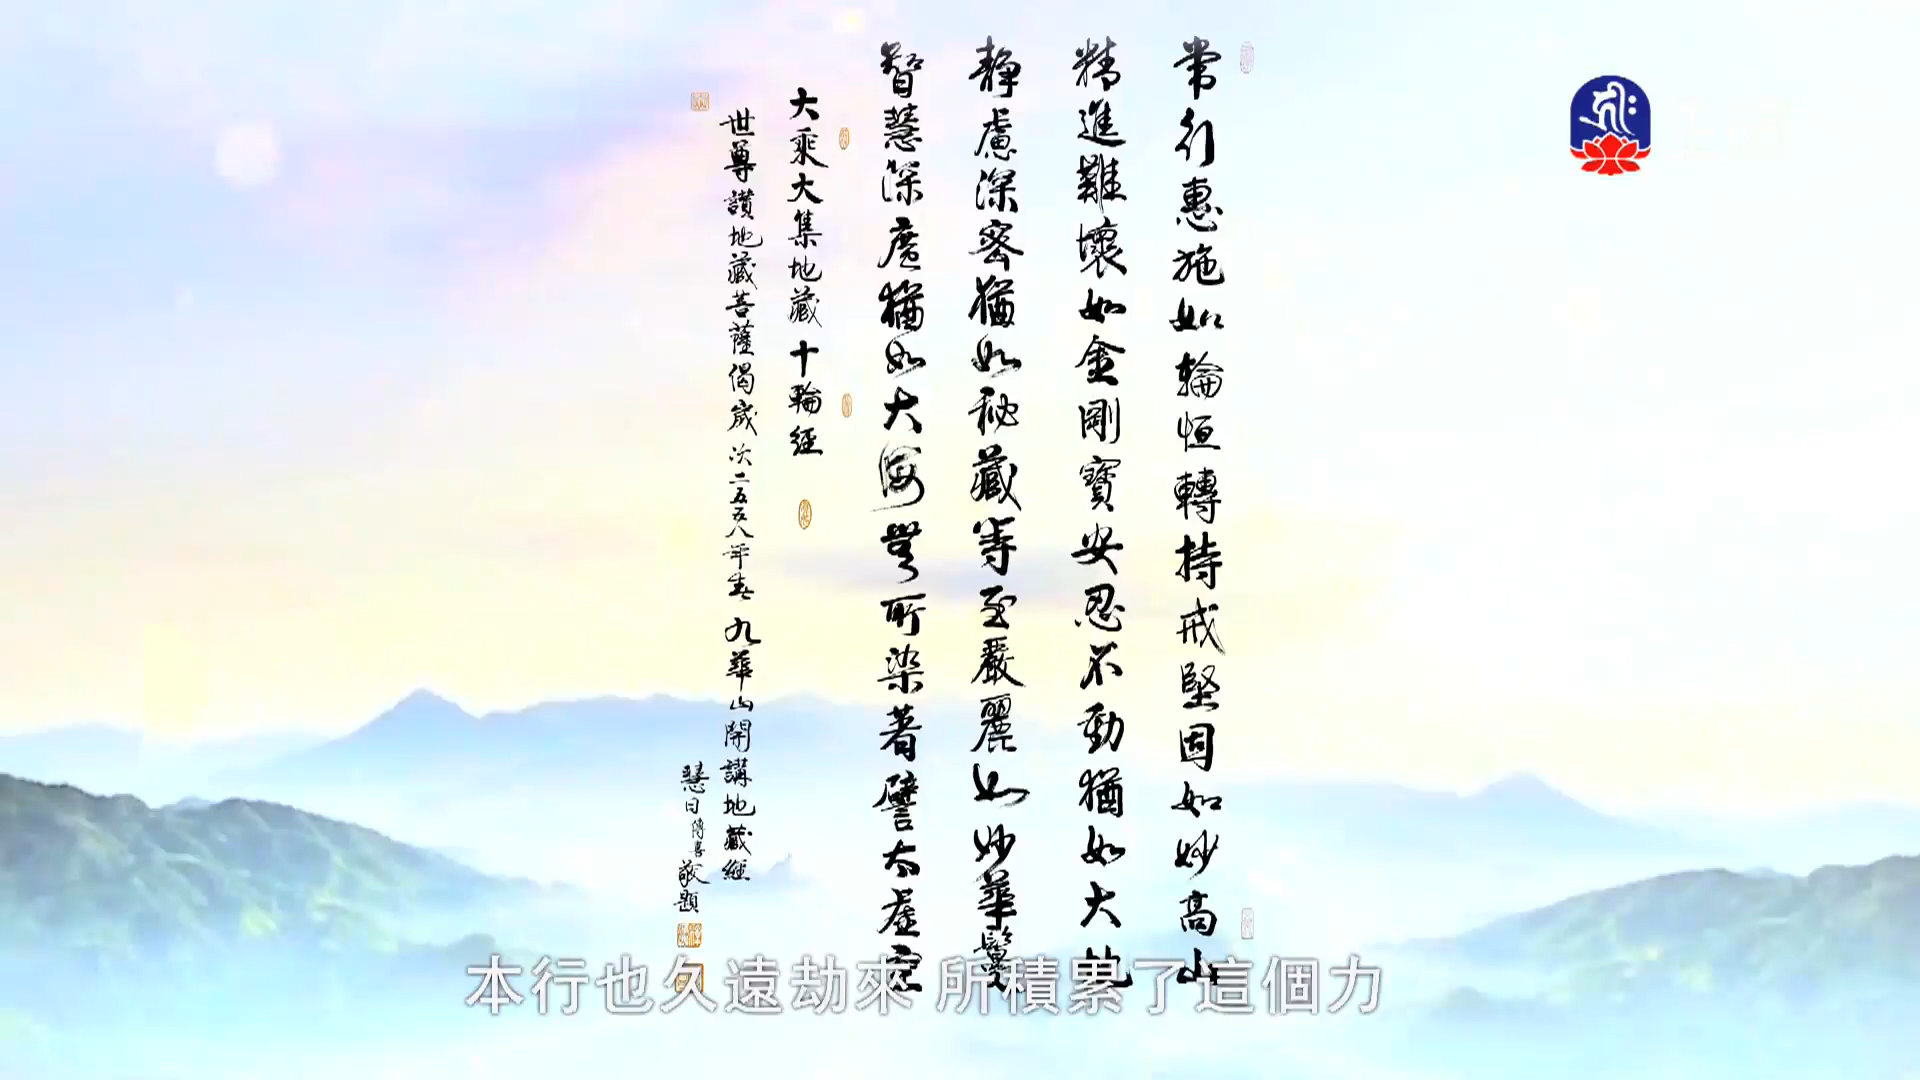 常行惠施如輪恒轉持戒堅固如妙高山
精進難壞如金剛寶安忍不動猶如大地
靜慮深密猶如秘藏等至嚴麗如妙華鬘
智慧深廣猶如大海無所染著譬太虛空
大乘大集地藏十輪經
世尊讚地藏菩薩偈歲次二五五八年春九華山開講地藏經
慧日傳喜敬題
本行也久遠劫來 所積累了這個力